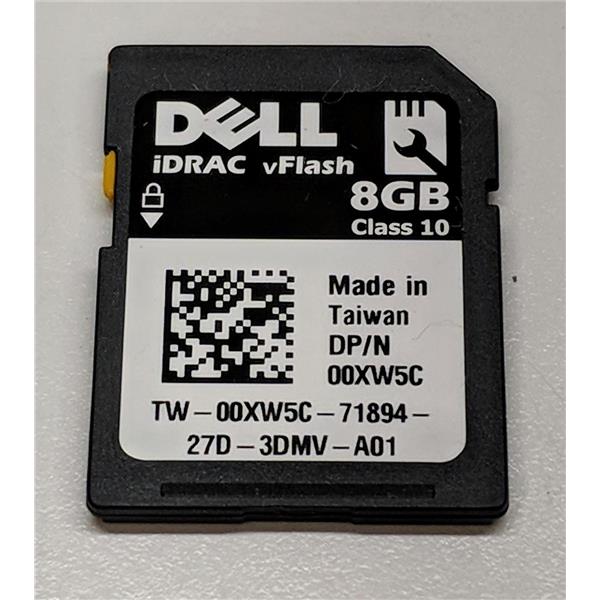 DELL
iDRAC vFlash
8GB
Class 10
Made in
Taiwan
DP/N
00XW5C
TW-00XW5C-71894-
27D-3DMV-A01